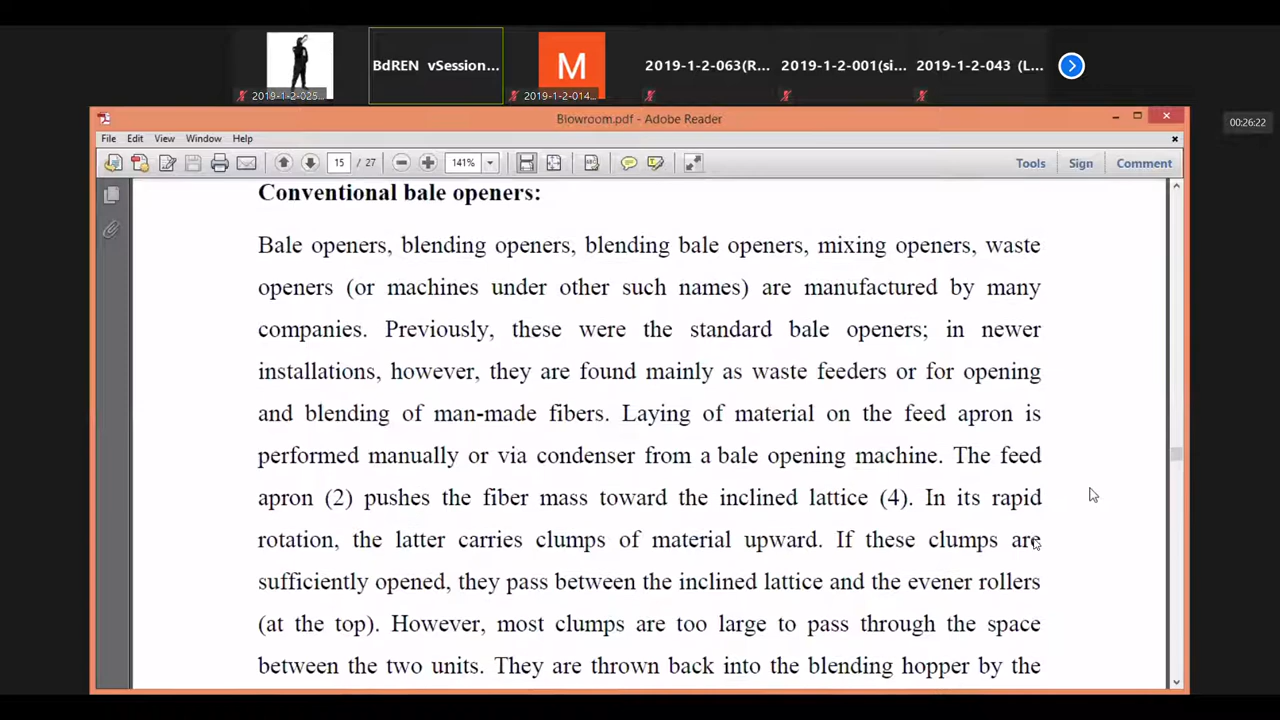 BdREN vSession...
M
2019-1-2-063(R...
2019-1-2-001(si...
2019-1-2-043 (L...
2019-1-2-025...
2019-1-2-014...
Blowroom.pdf - Adobe Reader
00:26:22
File Edit View Window Help
15 / 27
141%
Tools Sign Comment
Conventional bale openers:
Bale openers, blending openers, blending bale openers, mixing openers, waste
openers (or machines under other such names) are manufactured by many
companies. Previously, these were the standard bale openers; in newer
installations, however, they are found mainly as waste feeders or for opening
and blending of man-made fibers. Laying of material on the feed apron is
performed manually or via condenser from a bale opening machine. The feed
apron (2) pushes the fiber mass toward the inclined lattice (4). In its rapid
rotation, the latter carries clumps of material upward. If these clumps are
sufficiently opened, they pass between the inclined lattice and the evener rollers
(at the top). However, most clumps are too large to pass through the space
between the two units. They are thrown back into the blending hopper by the